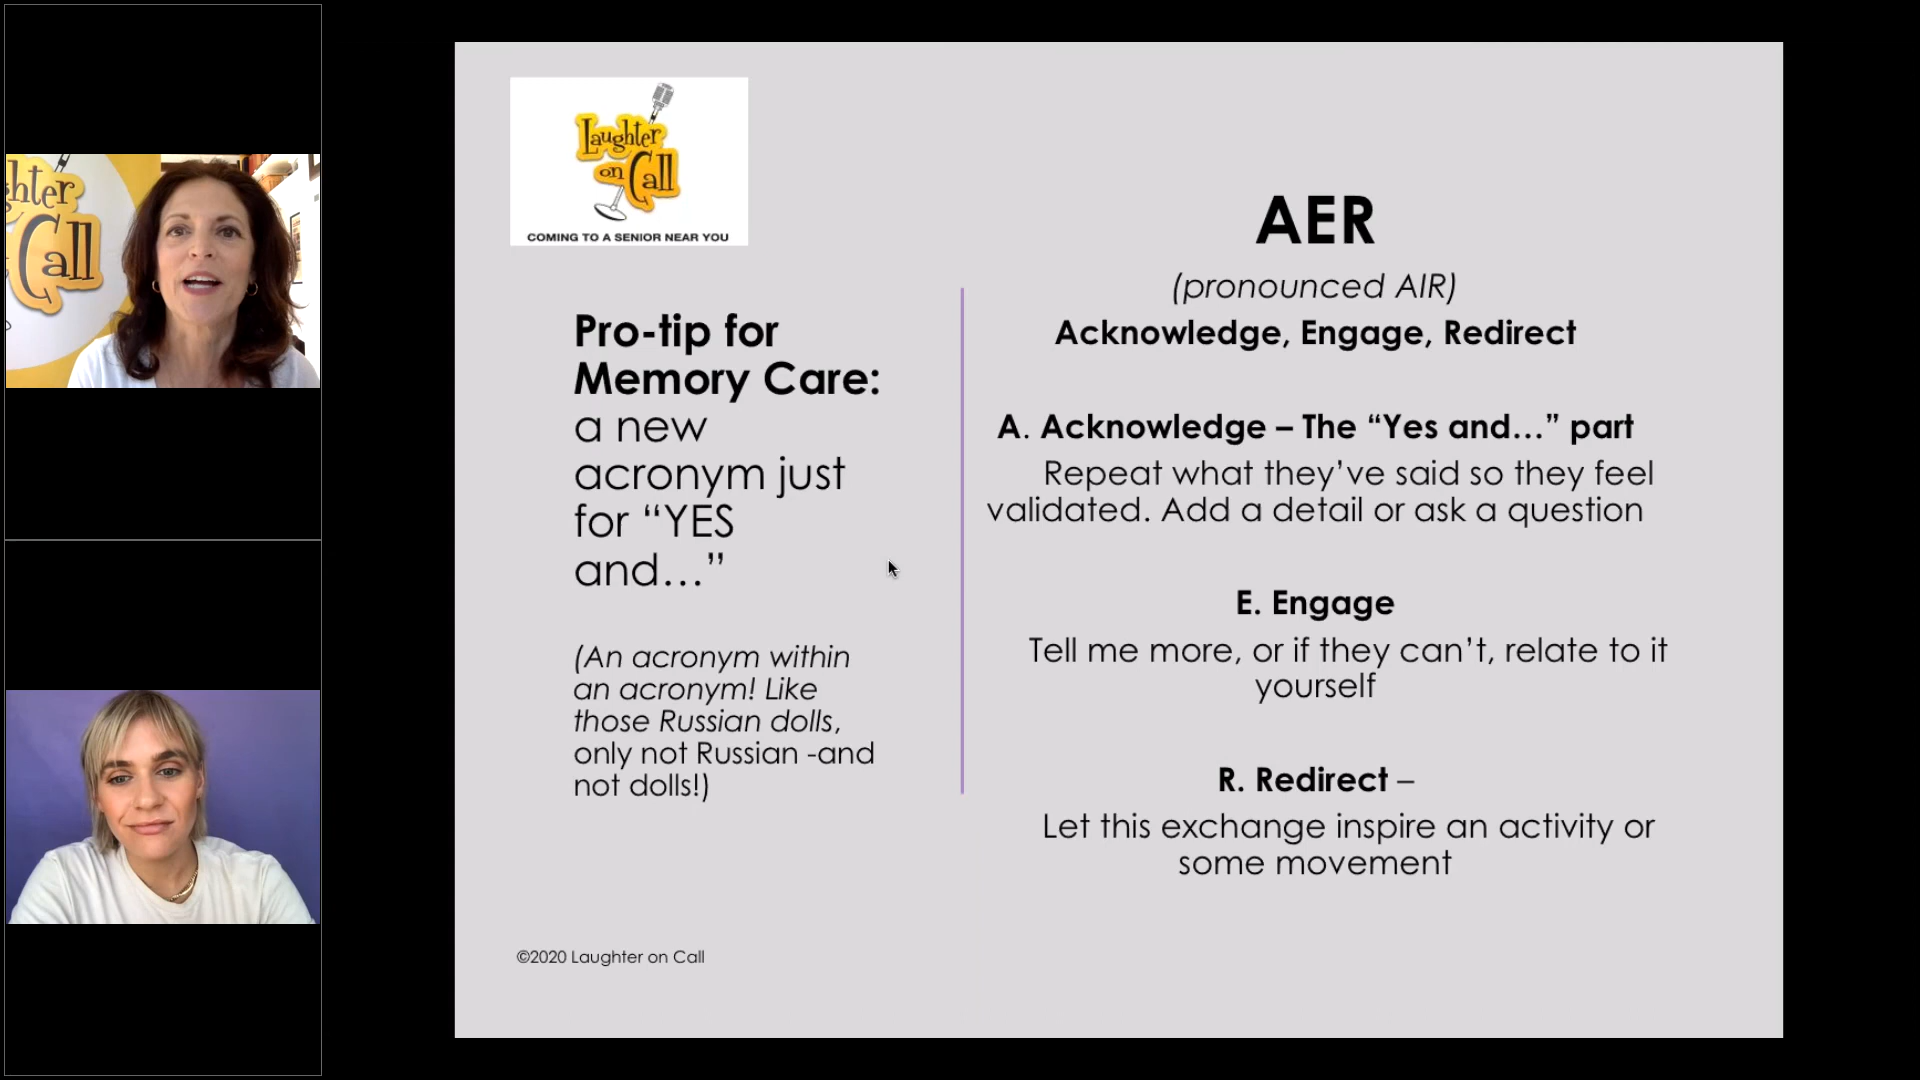 ghter
Call
Laughter
on Call
COMING TO A SENIOR NEAR YOU
Pro-tip for
Memory Care:
a new
acronym just
for “YES
and…”
(An acronym within
an acronym! Like
those Russian dolls,
only not Russian -and
not dolls!)
©2020 Laughter on Call
AER
(pronounced AIR)
Acknowledge, Engage, Redirect
A. Acknowledge – The “Yes and…” part
Repeat what they’ve said so they feel
validated. Add a detail or ask a question
E. Engage
Tell me more, or if they can’t, relate to it
yourself
R. Redirect –
Let this exchange inspire an activity or
some movement